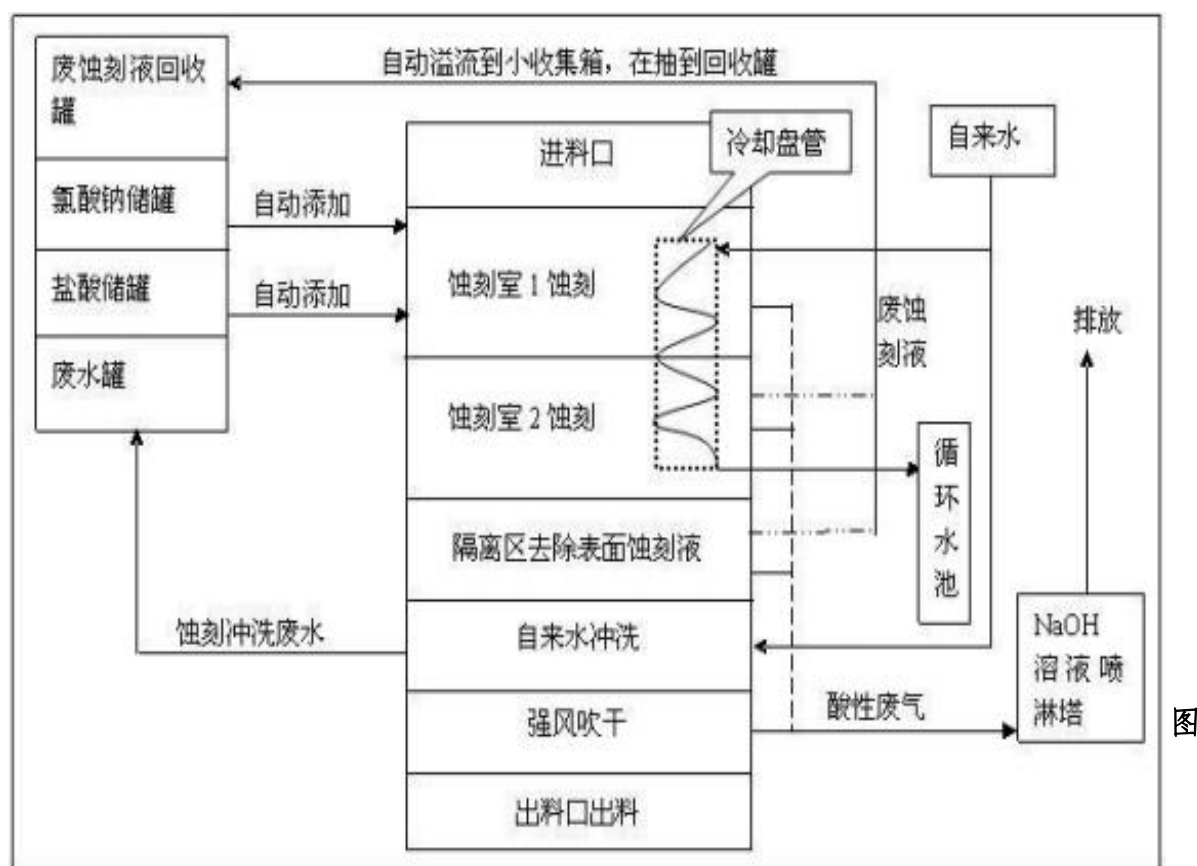 废蚀刻液回收
罐
氯酸钠储罐
盐酸储罐
废水罐
自动溢流到小收集箱，在抽到回收罐
自动添加
自动添加
进料口
冷却盘管
自来水
蚀刻室 1 蚀刻
蚀刻室 2 蚀刻
废蚀
刻液
排放
循
环
水
池
隔离区去除表面蚀刻液
蚀刻冲洗废水
自来水冲洗
强风吹干
酸性废气
NaOH
溶液喷
淋塔
出料口出料
图